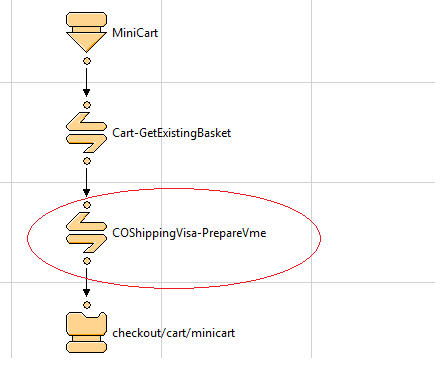 MiniCart
Cart-GetExistingBasket
COShippingVisa-PrepareVme
checkout/cart/minicart